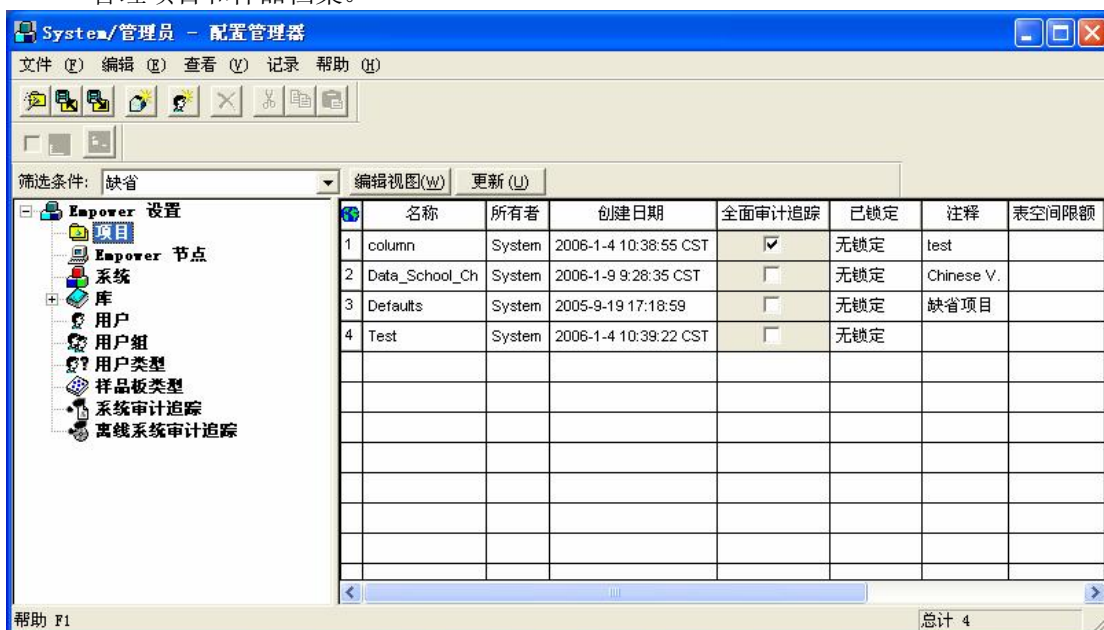 System/管理员 - 配置管理器
文件 (F) 编辑 (E) 查看 (V) 记录 帮助 (H)
筛选条件: 缺省 编辑视图(W) 更新(U)
Empower 设置
项目
Empower 节点
系统
库
用户
用户组
用户类型
样品板类型
系统审计追踪
离线系统审计追踪
名称 所有者 创建日期 全面审计追踪 已锁定 注释 表空间限额
1 column System 2006-1-4 10:38:55 CST 无锁定 test
2 Data_School_Ch System 2006-1-9 9:28:35 CST 无锁定 Chinese V.
3 Defaults System 2005-9-19 17:18:59 无锁定 缺省项目
4 Test System 2006-1-4 10:39:22 CST 无锁定
帮助 F1 总计 4